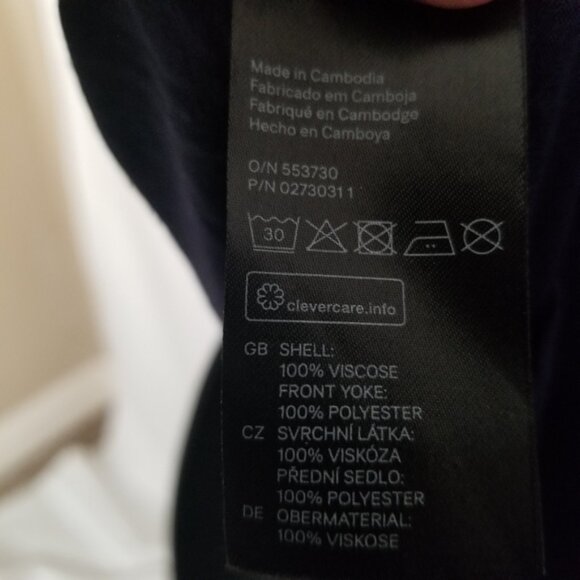 Made in Cambodia
Fabricado em Camboja
Fabriqué en Cambodge
Hecho en Camboya
O/N 553730
P/N 0273031 1
30
clevercare.info
GB SHELL:
100% VISCOSE
FRONT YOKE:
100% POLYESTER
CZ SVRCHNÍ LÁTKA:
100% VISKÓZA
PŘEDNÍ SEDLO:
100% POLYESTER
DE OBERMATERIAL:
100% VISKOSE